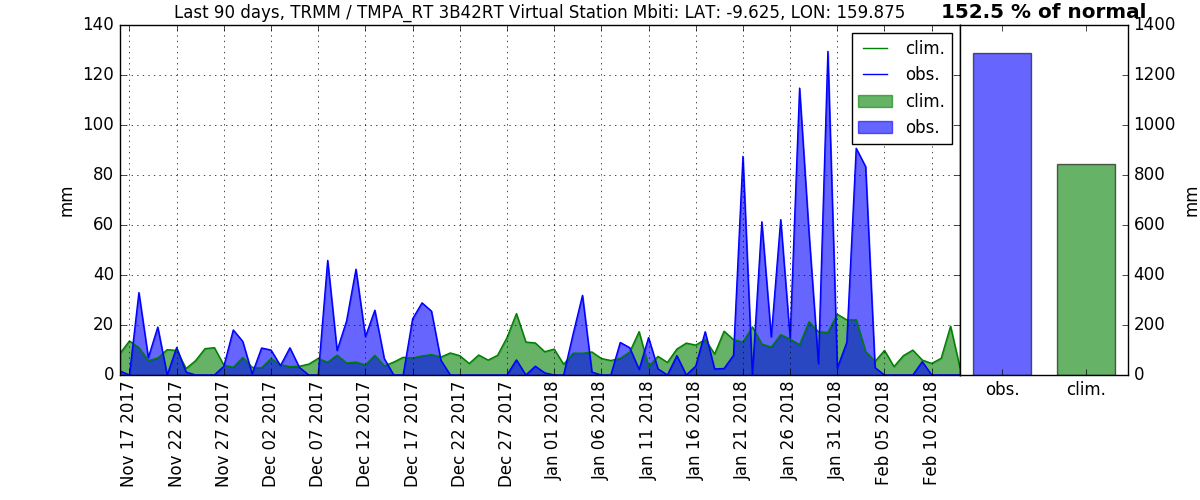 Last 90 days, TRMM / TMPA_RT 3B42RT Virtual Station Mbiti: LAT: -9.625, LON: 159.875
152.5 % of normal
mm
140
120
100
80
60
40
20
0
clim.
obs.
clim.
obs.
Nov 17 2017
Nov 22 2017
Nov 27 2017
Dec 02 2017
Dec 07 2017
Dec 12 2017
Dec 17 2017
Dec 22 2017
Dec 27 2017
Jan 01 2018
Jan 06 2018
Jan 11 2018
Jan 16 2018
Jan 21 2018
Jan 26 2018
Jan 31 2018
Feb 05 2018
Feb 10 2018
obs.
clim.
1400
1200
1000
800
600
400
200
0
mm